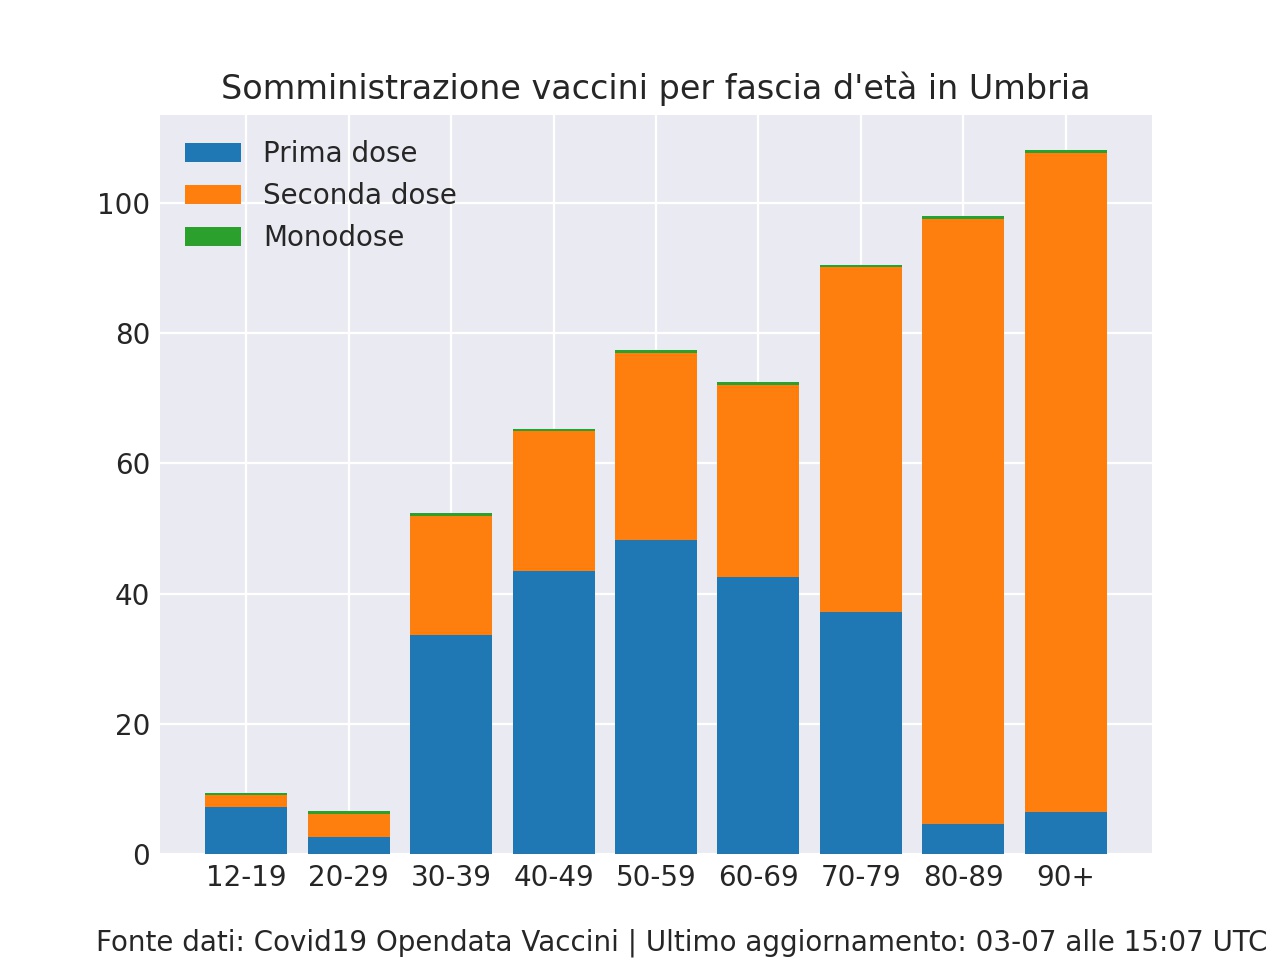 Somministrazione vaccini per fascia d'età in Umbria
Prima dose
Seconda dose
Monodose
100
80
60
40
20
0
12-19 20-29 30-39 40-49 50-59 60-69 70-79 80-89 90+
Fonte dati: Covid19 Opendata Vaccini | Ultimo aggiornamento: 03-07 alle 15:07 UTC